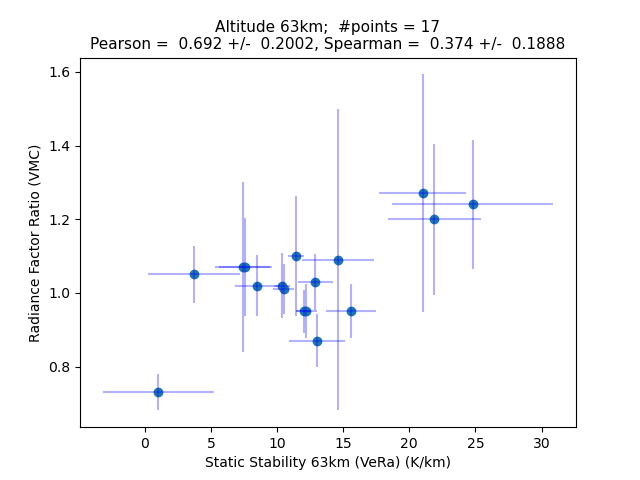 Altitude 63km;  #points = 17
Pearson =  0.692 +/-  0.2002, Spearman =  0.374 +/-  0.1888
Radiance Factor Ratio (VMC)
1.6
1.4
1.2
1.0
0.8
0 5 10 15 20 25 30
Static Stability 63km (VeRa) (K/km)